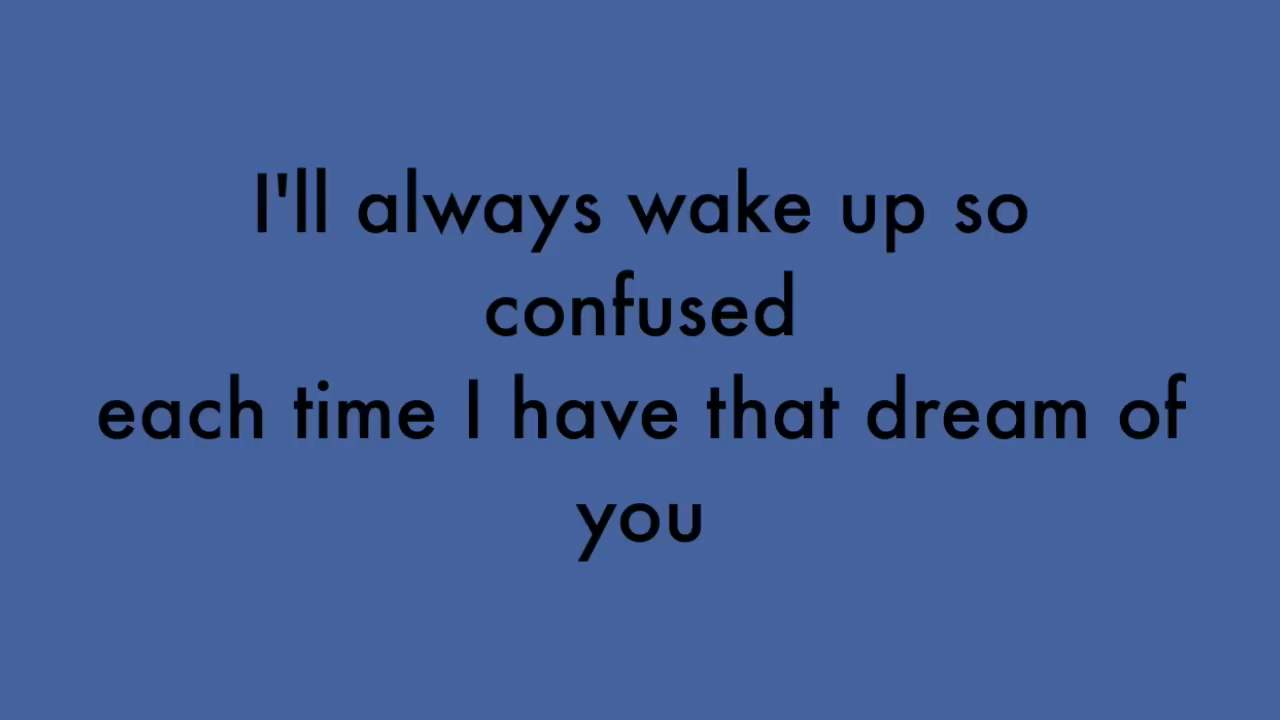 I'll always wake up so
confused
each time I have that dream of
you